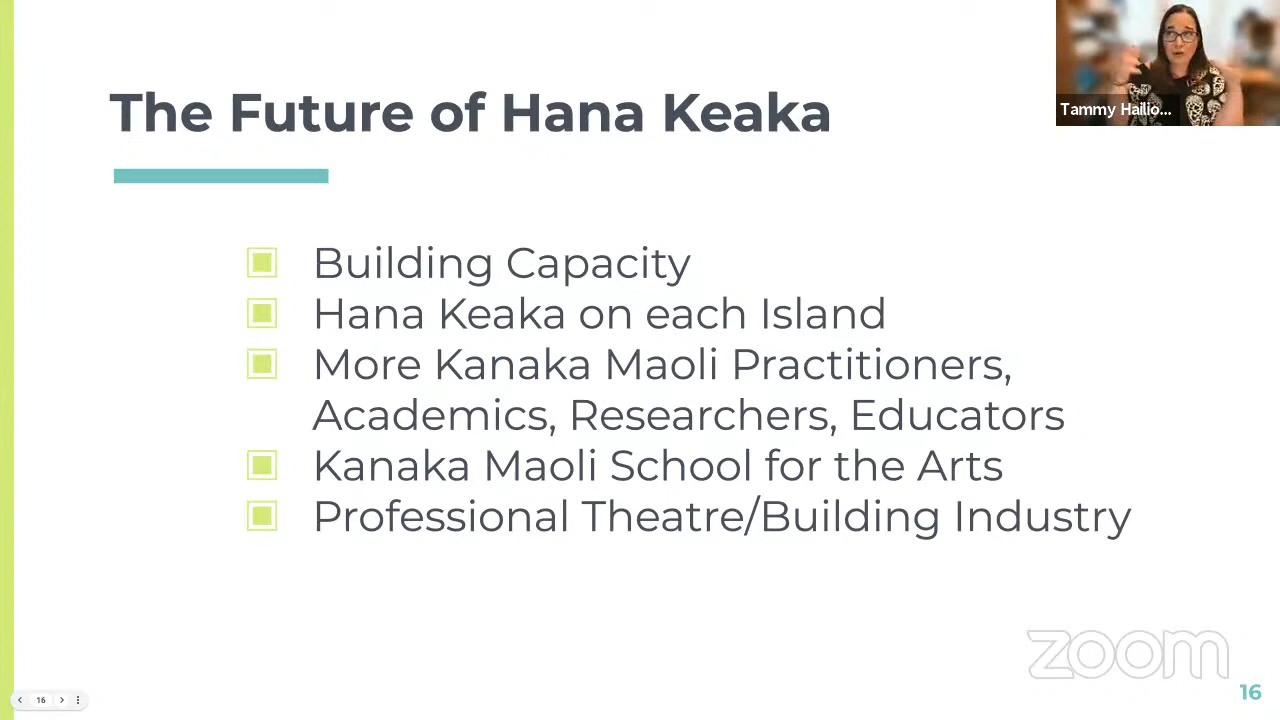 The Future of Hana Keaka
Tammy Hailio...
Building Capacity
Hana Keaka on each Island
More Kanaka Maoli Practitioners,
Academics, Researchers, Educators
Kanaka Maoli School for the Arts
Professional Theatre/Building Industry
zoom
16
16